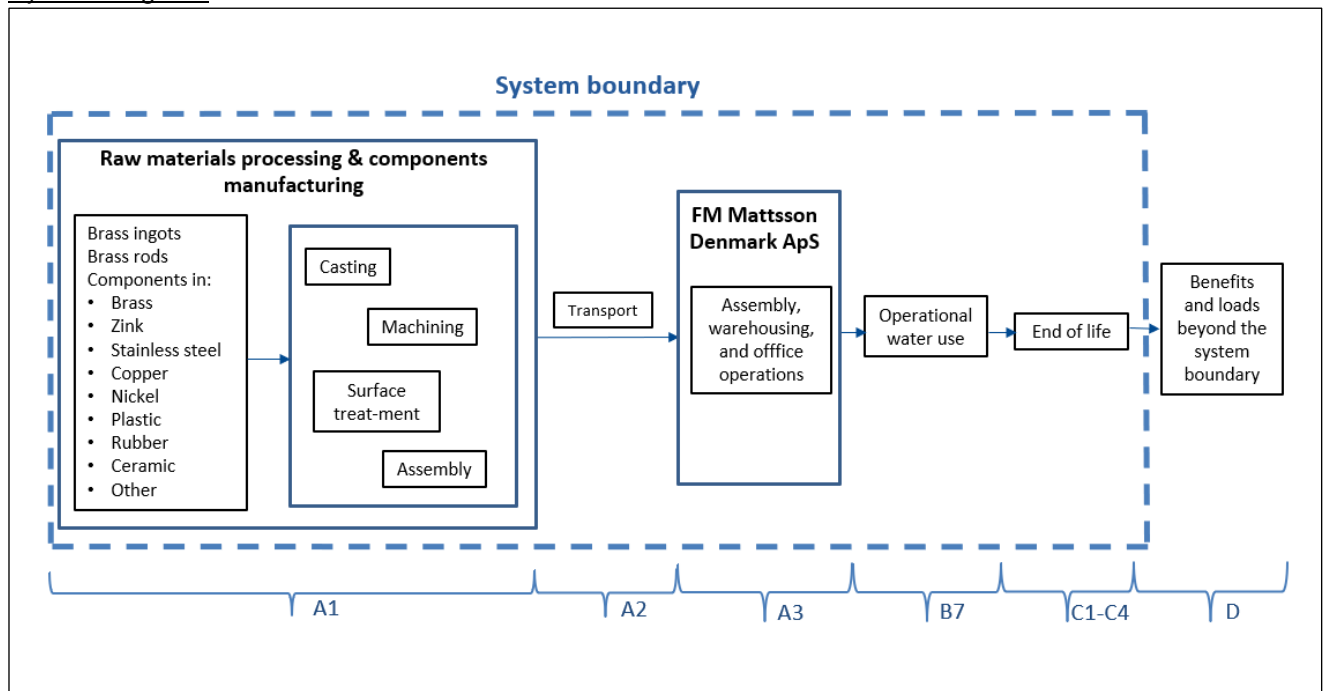 System boundary
Raw materials processing & components
manufacturing
Brass ingots
Brass rods
Components in:
• Brass
• Zink
• Stainless steel
• Copper
• Nickel
• Plastic
• Rubber
• Ceramic
• Other
Casting
Machining
Surface
treat-ment
Assembly
Transport
FM Mattsson
Denmark ApS
Assembly,
warehousing,
and offfice
operations
Operational
water use
End of life
Benefits
and loads
beyond the
system
boundary
A1
A2
A3
B7
C1-C4
D